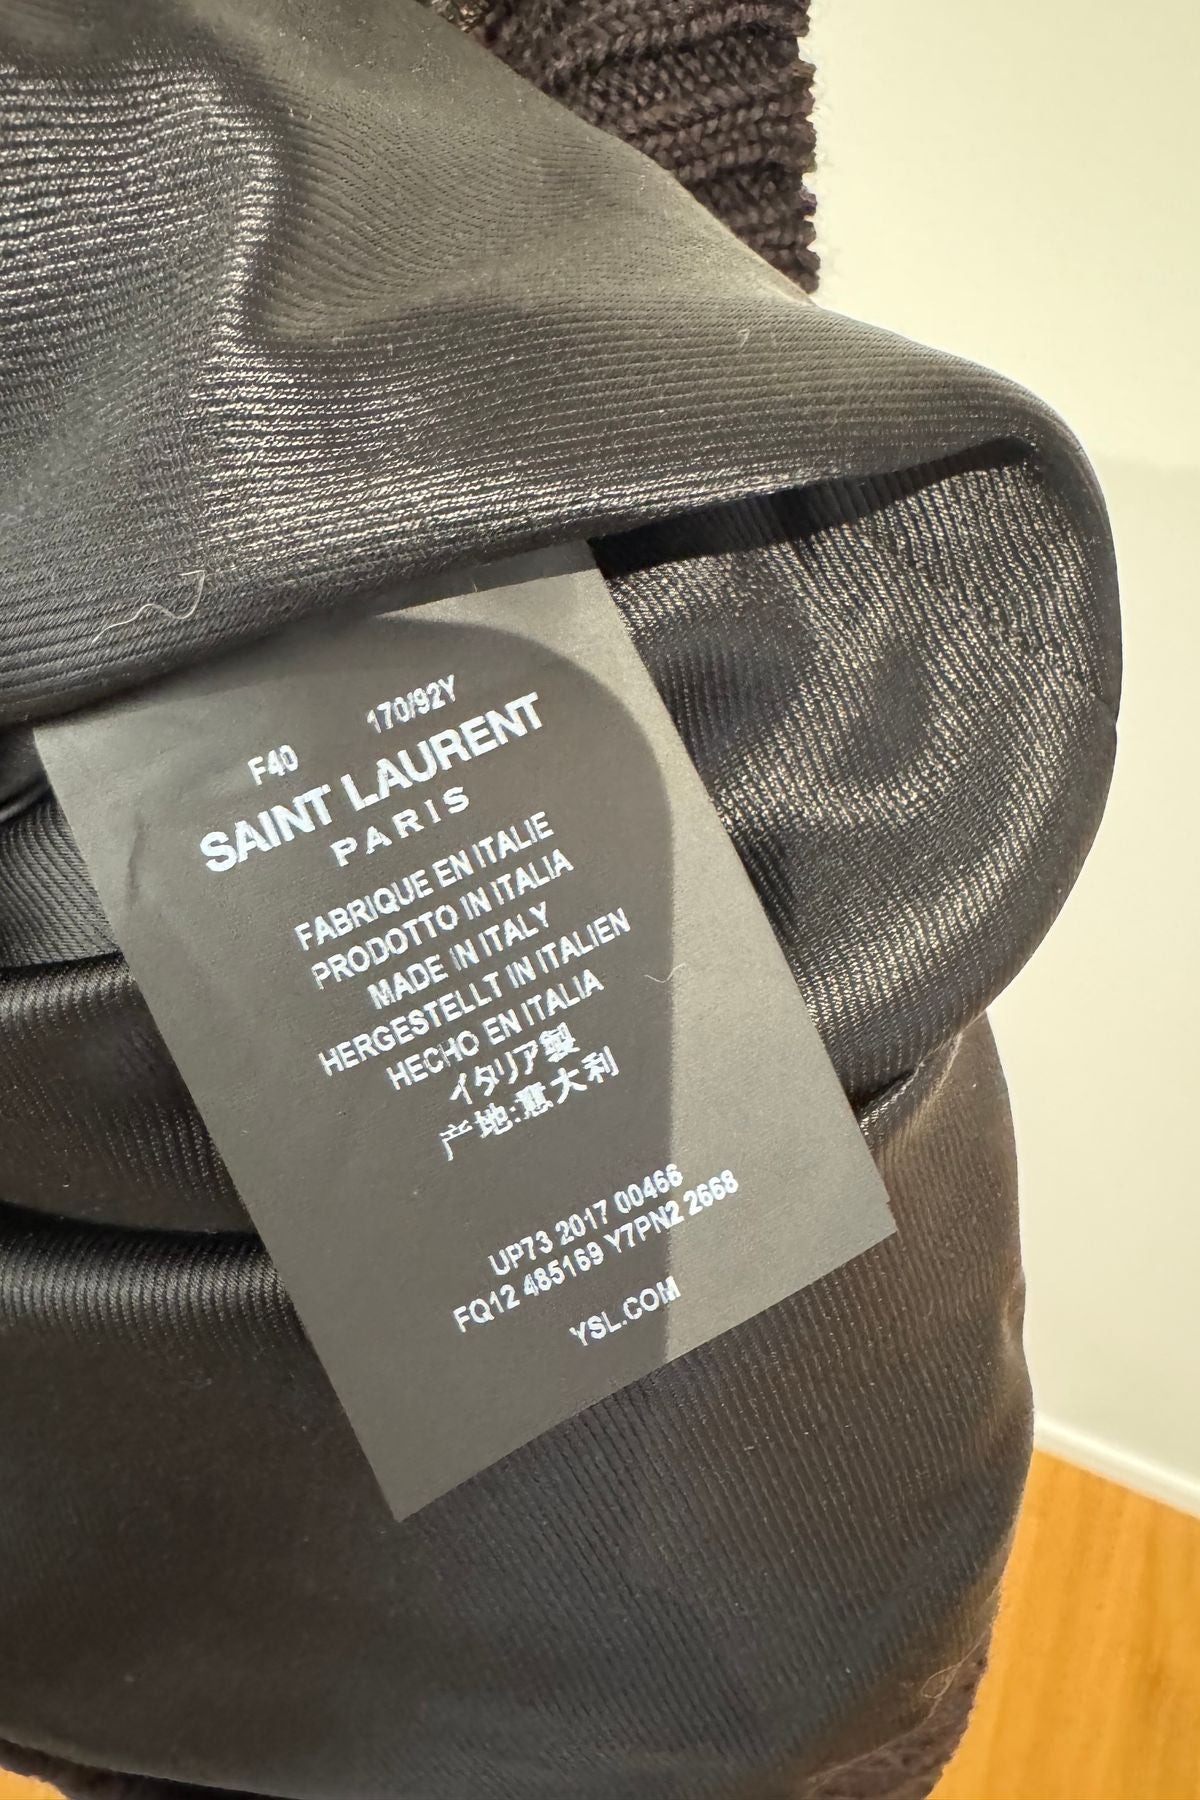 F40 170/92Y
SAINT LAURENT
PARIS
FABRIQUE EN ITALIE
PRODOTTO IN ITALIA
MADE IN ITALY
HERGESTELLT IN ITALIEN
HECHO EN ITALIA
イタリア製
产地:意大利
UP73 2017 00466
FQ12 485169 Y7PN2 2668
YSL.COM